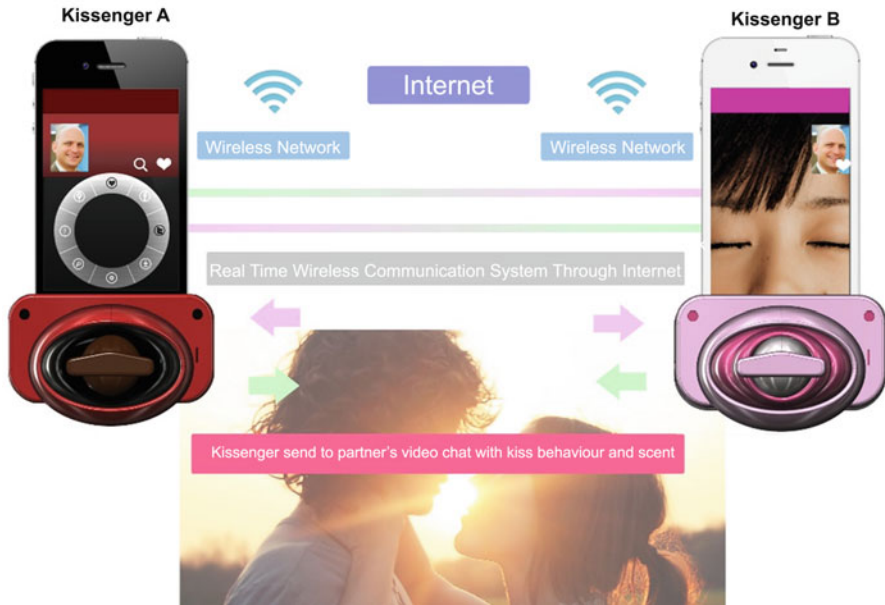 Kissenger A
Kissenger B
Internet
Wireless Network
Wireless Network
Real Time Wireless Communication System Through Internet
Kissenger send to partner's video chat with kiss behaviour and scent